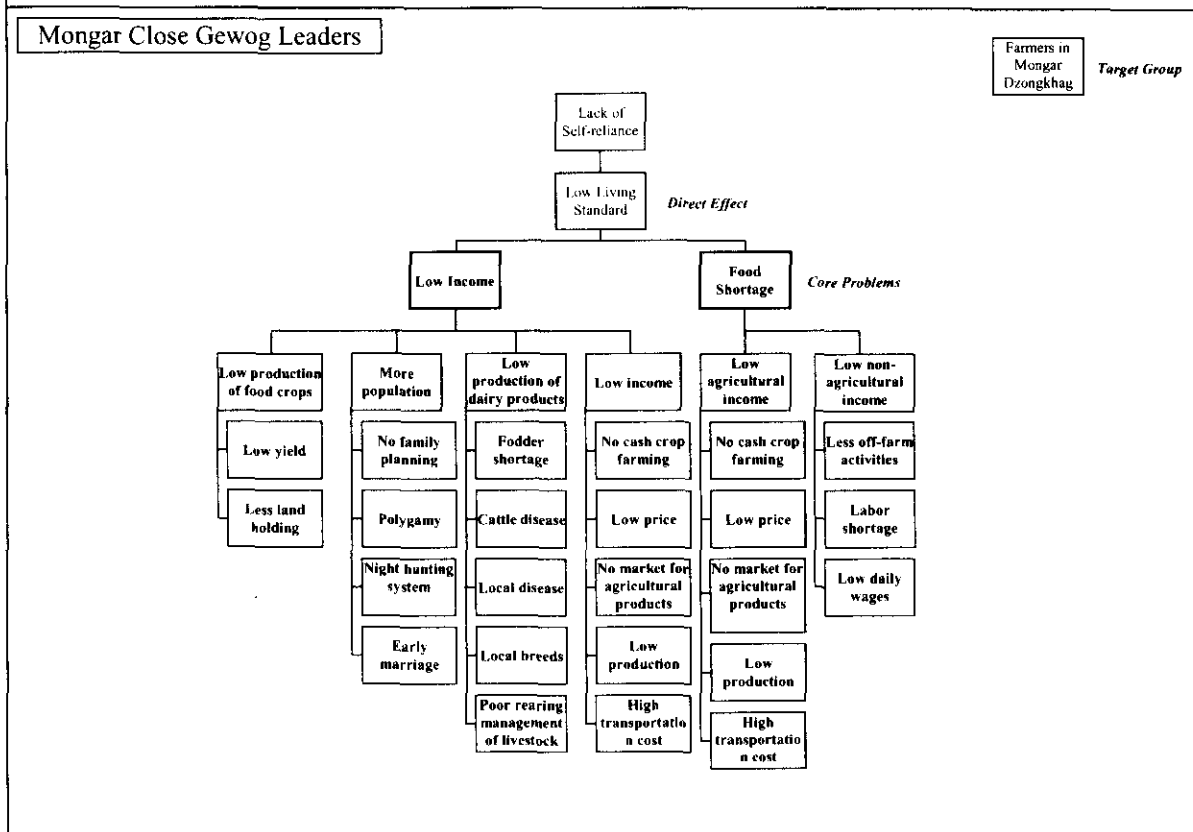 Mongar Close Gewog Leaders
Farmers in
Mongar
Dzongkhag
Target Group
Lack of
Self-reliance
Low Living
Standard
Direct Effect
Low Income
Food
Shortage
Core Problems
Low production
of food crops
More
population
Low
production of
dairy products
Low income
Low
agricultural
income
Low non-
agricultural
income
Low yield
No family
planning
Fodder
shortage
No cash crop
farming
No cash crop
farming
Less off-farm
activities
Less land
holding
Polygamy
Cattle disease
Low price
Low price
Labor
shortage
Night hunting
system
Local disease
No market for
agricultural
products
No market for
agricultural
products
Low daily
wages
Early
marriage
Local breeds
Low
production
Low
production
Poor rearing
management
of livestock
High
transportatio
n cost
High
transportatio
n cost